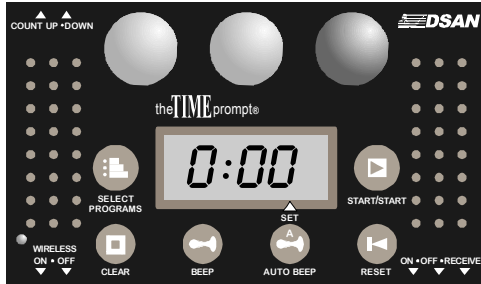 COUNT UP •DOWN
DSAN
theTIMEprompt®
0:00
SELECT
PROGRAMS
START/START
SET
A
WIRELESS
ON • OFF
CLEAR
BEEP
AUTO BEEP
RESET
ON •OFF •RECEIVE